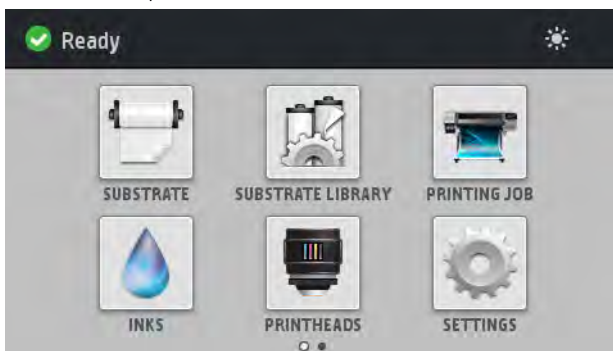 Ready
SUBSTRATE SUBSTRATE LIBRARY PRINTING JOB
INKS PRINTHEADS SETTINGS